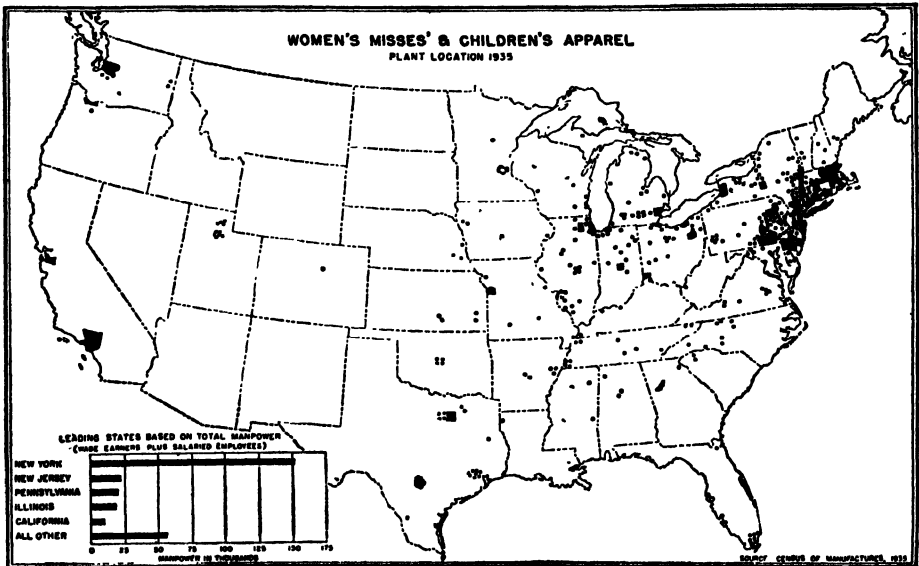 WOMEN'S MISSES' & CHILDREN'S APPAREL
PLANT LOCATION 1935
LEADING STATES BASED ON TOTAL MANPOWER
(WAGE EARNERS PLUS SALARIED EMPLOYEES)
NEW YORK
NEW JERSEY
PENNSYLVANIA
ILLINOIS
CALIFORNIA
ALL OTHER
0 25 50 75 100 125 150 175
MANPOWER IN THOUSANDS
SOURCE CENSUS OF MANUFACTURES, 1935